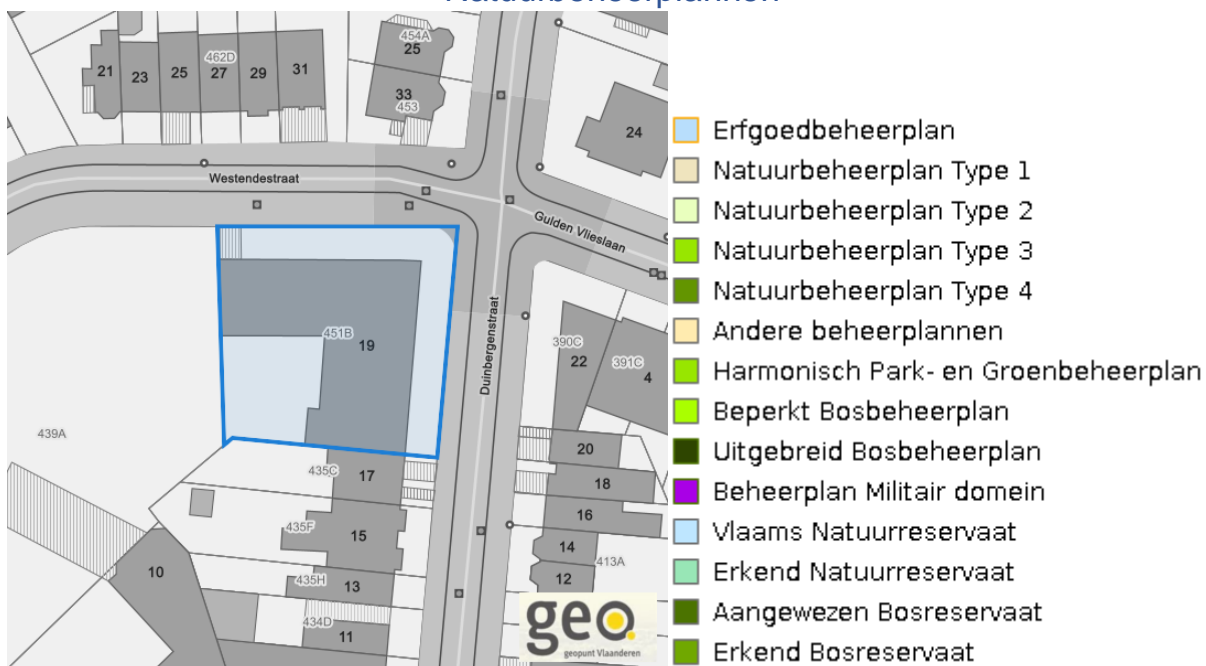 Natuurbeheerplannen
454A
25
462D
21 23 25 27 29 31
33
453
24
Westendestraat
Gulden Vlieslaan
Duinbergenstraat
451B
19
390C
22
391C
4
439A
20
435C
17
18
16
435F
15
14
413A
10
435H
13
12
434D
11
geo
geopunt Vlaanderen
Erfgoedbeheerplan
Natuurbeheerplan Type 1
Natuurbeheerplan Type 2
Natuurbeheerplan Type 3
Natuurbeheerplan Type 4
Andere beheerplannen
Harmonisch Park- en Groenbeheerplan
Beperkt Bosbeheerplan
Uitgebreid Bosbeheerplan
Beheerplan Militair domein
Vlaams Natuurreservaat
Erkend Natuurreservaat
Aangewezen Bosreservaat
Erkend Bosreservaat